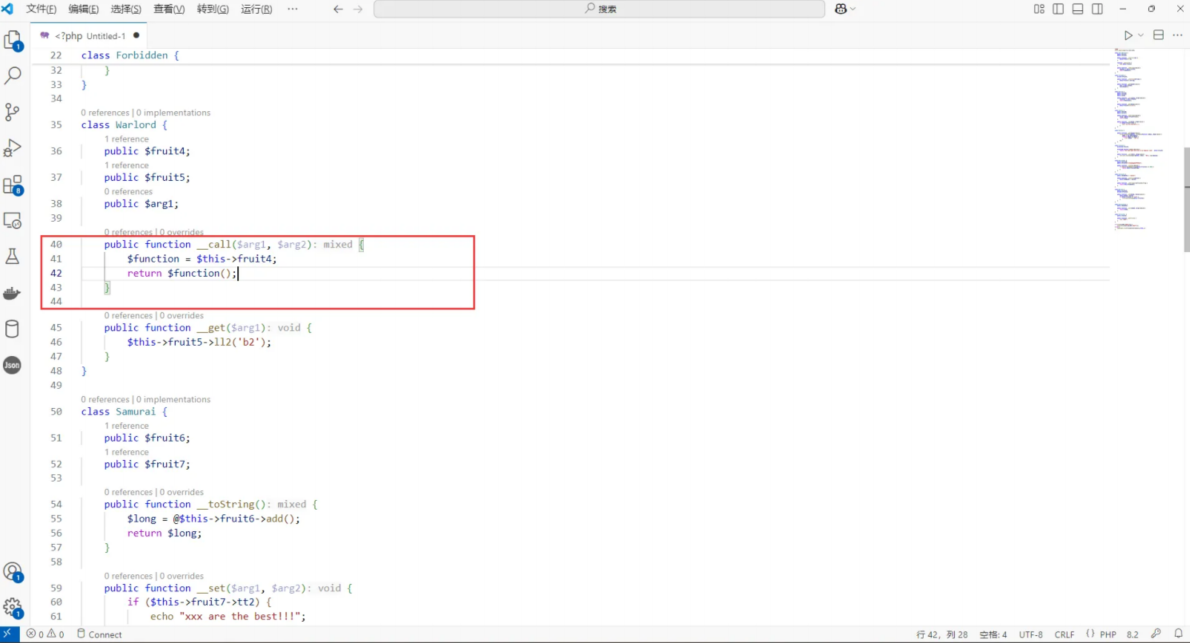 文件(F) 编辑(E) 选择(S) 查看(V) 转到(G) 运行(R) ··· ← → 搜索
<?php Untitled-1 ●
22 class Forbidden {
32 }
33 }
34
0 references | 0 implementations
35 class Warlord {
1 reference
36 public $fruit4;
1 reference
37 public $fruit5;
0 references
38 public $arg1;
39
0 references | 0 overrides
40 public function __call($arg1, $arg2): mixed {
41 $function = $this->fruit4;
42 return $function();
43 }
44
0 references | 0 overrides
45 public function __get($arg1): void {
46 $this->fruit5->ll2('b2');
47 }
48 }
49
0 references | 0 implementations
50 class Samurai {
1 reference
51 public $fruit6;
1 reference
52 public $fruit7;
53
0 references | 0 overrides
54 public function __toString(): mixed {
55 $long = @$this->fruit6->add();
56 return $long;
57 }
58
0 references | 0 overrides
59 public function __set($arg1, $arg2): void {
60 if ($this->fruit7->tt2) {
61 echo "xxx are the best!!!";
1
8
Json
1
1
0 0 Connect 行 42, 列 28 空格: 4 UTF-8 CRLF {} PHP 8.2